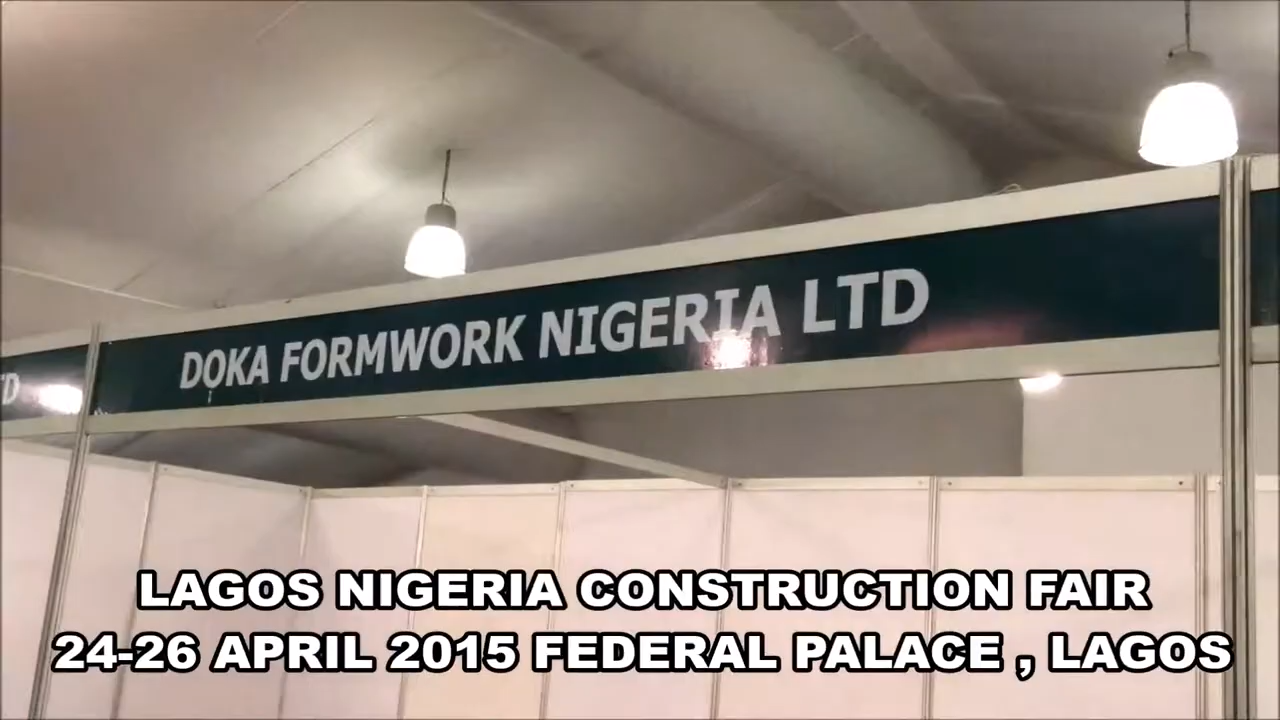 DOKA FORMWORK NIGERIA LTD
LAGOS NIGERIA CONSTRUCTION FAIR
24-26 APRIL 2015 FEDERAL PALACE , LAGOS